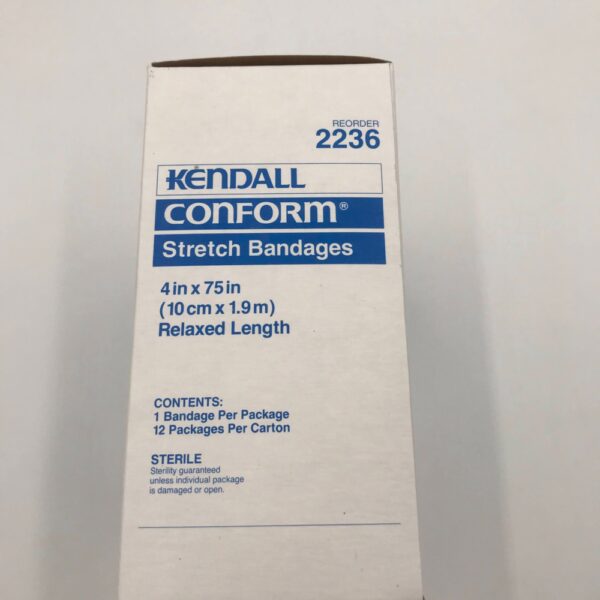 REORDER
2236
KENDALL
CONFORM®
Stretch Bandages
4 in x 75 in
(10 cm x 1.9 m)
Relaxed Length
CONTENTS:
1 Bandage Per Package
12 Packages Per Carton
STERILE
Sterility guaranteed
unless individual package
is damaged or open.